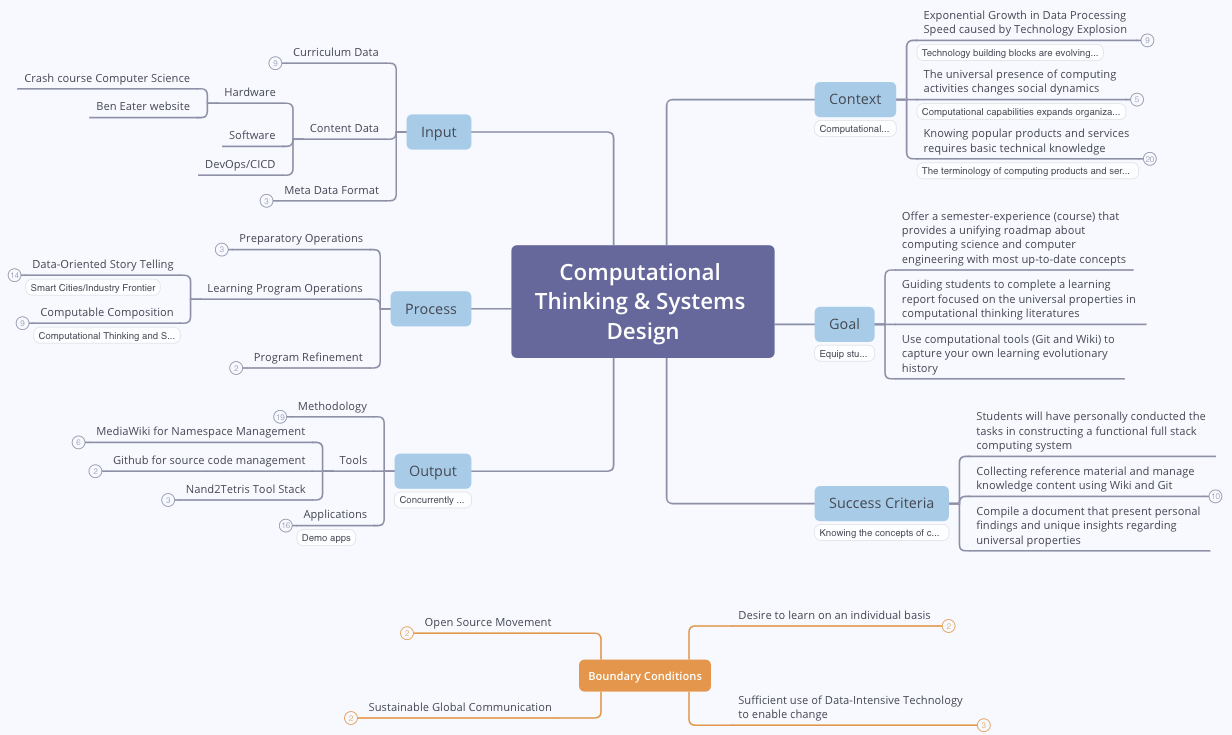 Computational
Thinking & Systems
Design
Input
Curriculum Data
9
Content Data
Hardware
Crash course Computer Science
Ben Eater website
Software
DevOps/CICD
Meta Data Format
3
Process
Preparatory Operations
3
Learning Program Operations
Data-Oriented Story Telling
14
Smart Cities/Industry Frontier
Computable Composition
9
Computational Thinking and S...
Program Refinement
2
Output
Concurrently ...
Methodology
19
Tools
MediaWiki for Namespace Management
6
Github for source code management
2
Nand2Tetris Tool Stack
3
Applications
16
Demo apps
Context
Computational...
Exponential Growth in Data Processing
Speed caused by Technology Explosion
9
Technology building blocks are evolving...
The universal presence of computing
activities changes social dynamics
5
Computational capabilities expands organiza...
Knowing popular products and services
requires basic technical knowledge
20
The terminology of computing products and ser...
Goal
Equip stu...
Offer a semester-experience (course) that
provides a unifying roadmap about
computing science and computer
engineering with most up-to-date concepts
Guiding students to complete a learning
report focused on the universal properties in
computational thinking literatures
Use computational tools (Git and Wiki) to
capture your own learning evolutionary
history
Success Criteria
Knowing the concepts of c...
Students will have personally conducted the
tasks in constructing a functional full stack
computing system
Collecting reference material and manage
knowledge content using Wiki and Git
10
Compile a document that present personal
findings and unique insights regarding
universal properties
Boundary Conditions
Open Source Movement
2
Sustainable Global Communication
2
Desire to learn on an individual basis
2
Sufficient use of Data-Intensive Technology
to enable change
3